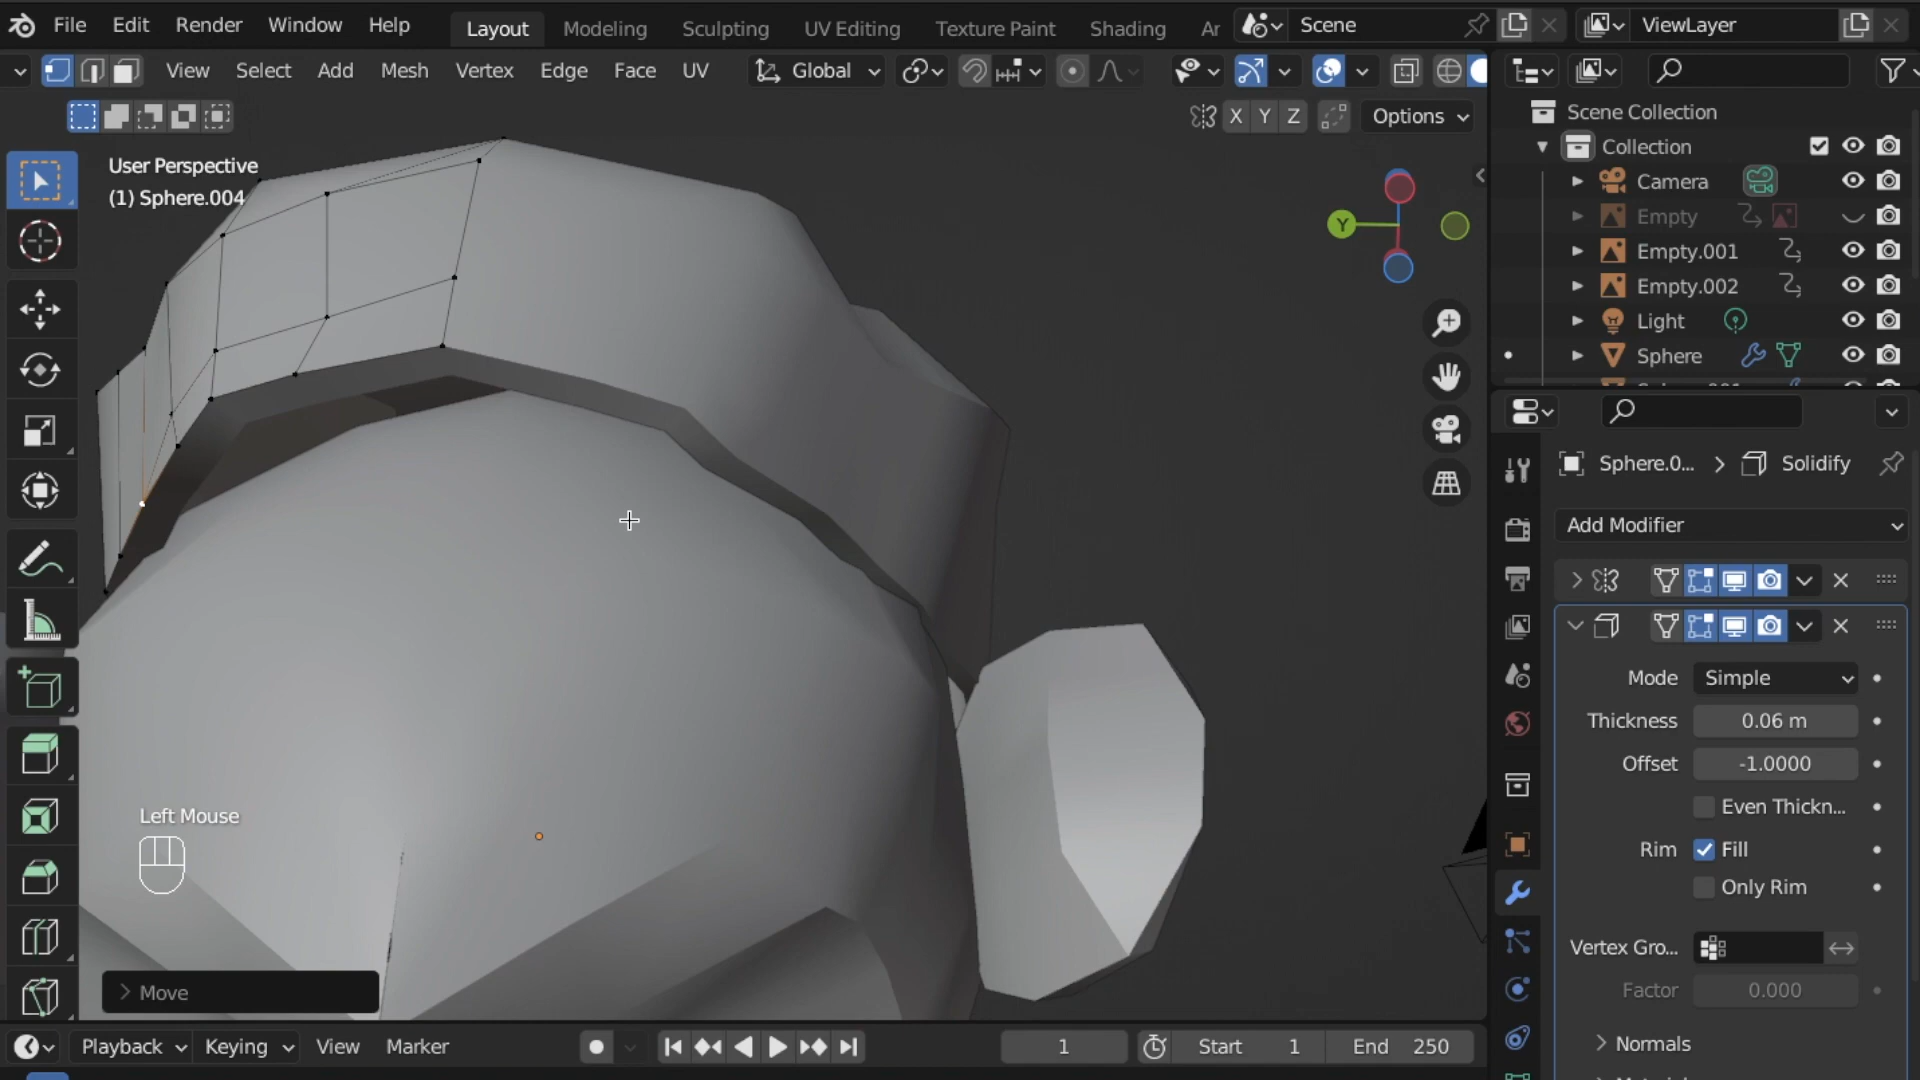 File Edit Render Window Help Layout Modeling Sculpting UV Editing Texture Paint Shading Scene ViewLayer
View Select Add Mesh Vertex Edge Face UV Global
X Y Z Options
User Perspective
(1) Sphere.004
Y
Left Mouse
Move
Scene Collection
Collection
Camera
Empty
Empty.001
Empty.002
Light
Sphere
Sphere.0... > Solidify
Add Modifier
Mode Simple
Thickness 0.06 m
Offset -1.0000
Even Thickn...
Rim Fill
Only Rim
Vertex Gro...
Factor 0.000
Normals
Playback Keying View Marker 1 Start 1 End 250